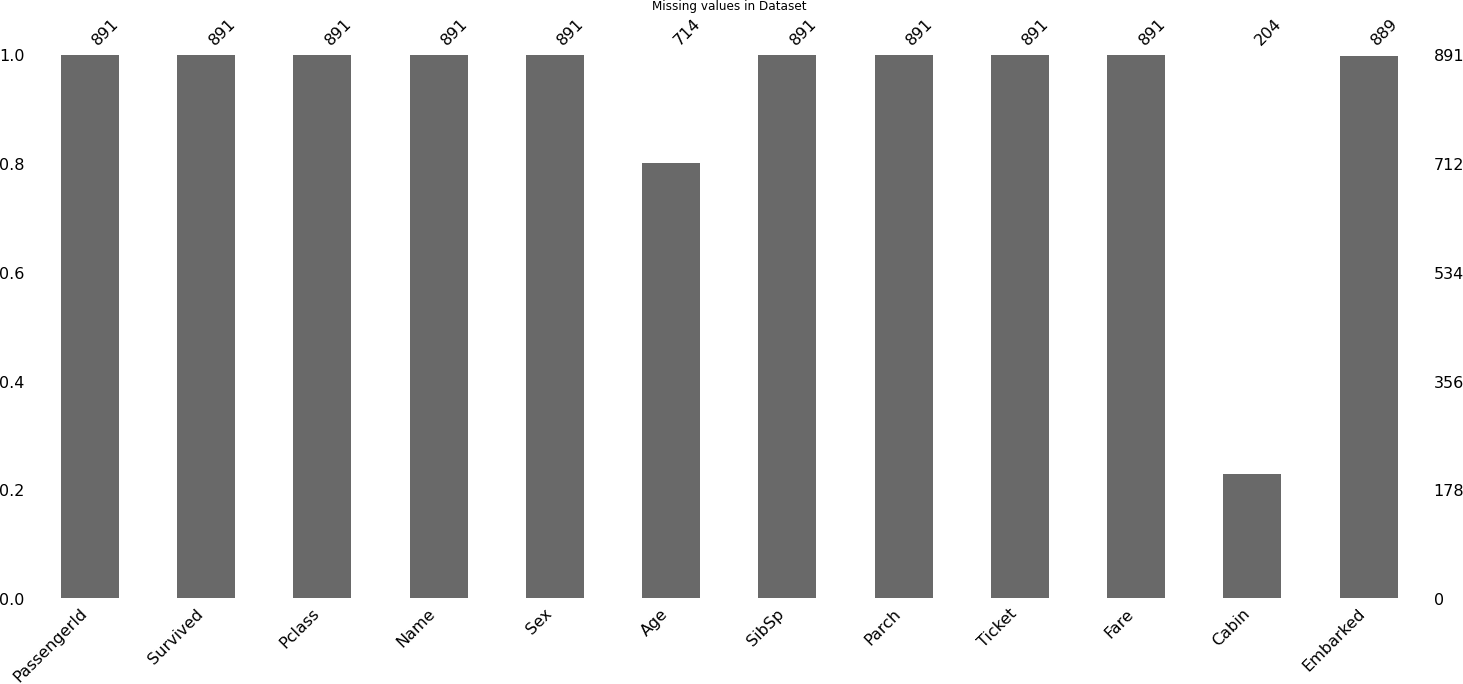 Missing values in Dataset
891 891 891 891 891 714 891 891 891 891 204 889
1.0 891
0.8 712
0.6 534
0.4 356
0.2 178
0.0 0
PassengerId Survived Pclass Name Sex Age SibSp Parch Ticket Fare Cabin Embarked